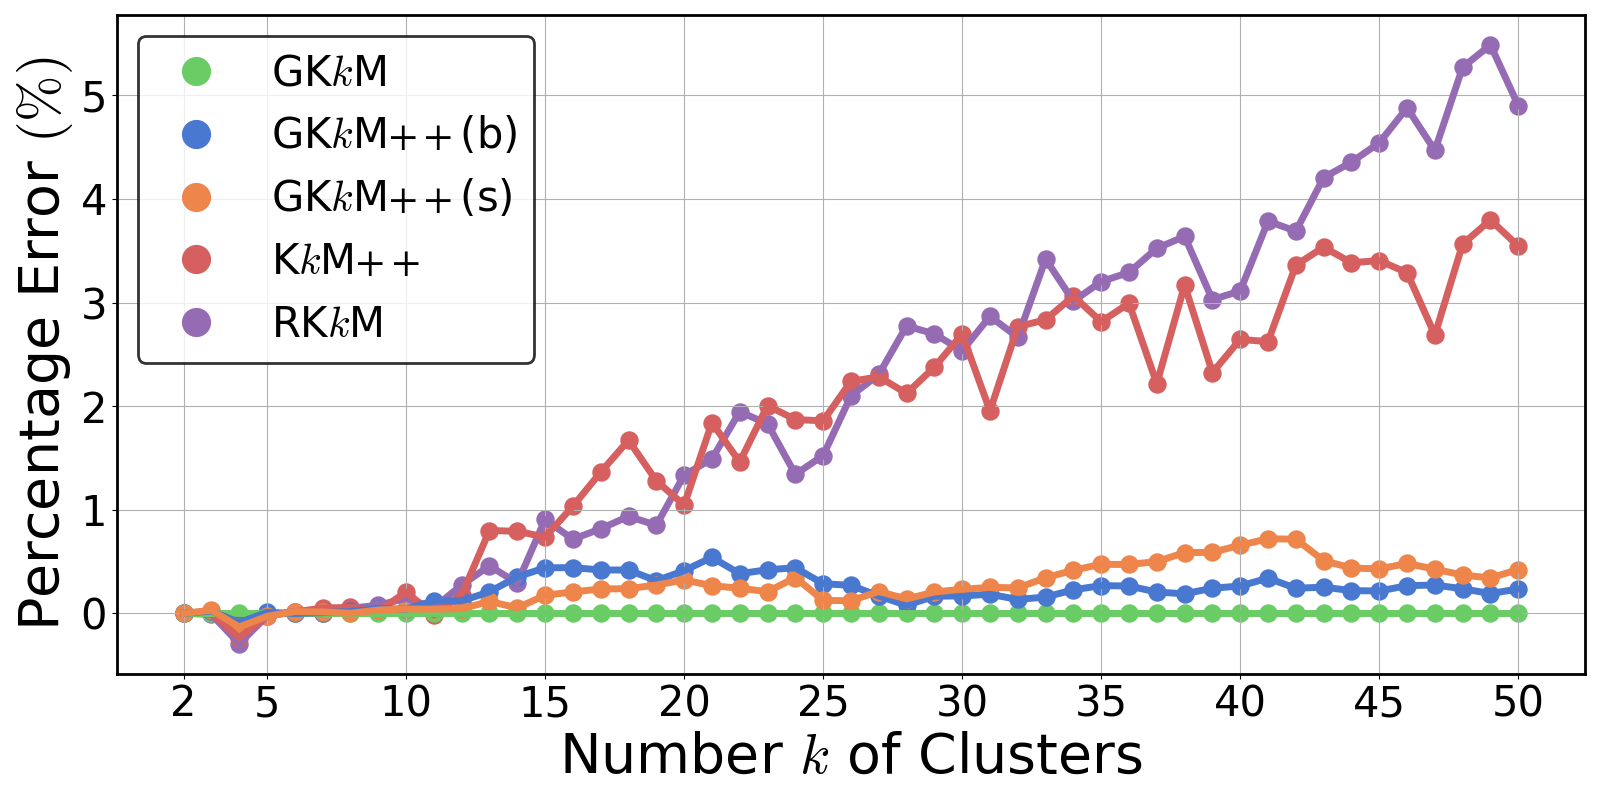 GKkM
GKkM++(b)
GKkM++(s)
KkM++
RKkM
Percentage Error (%)
5
4
3
2
1
0
2 5 10 15 20 25 30 35 40 45 50
Number k of Clusters